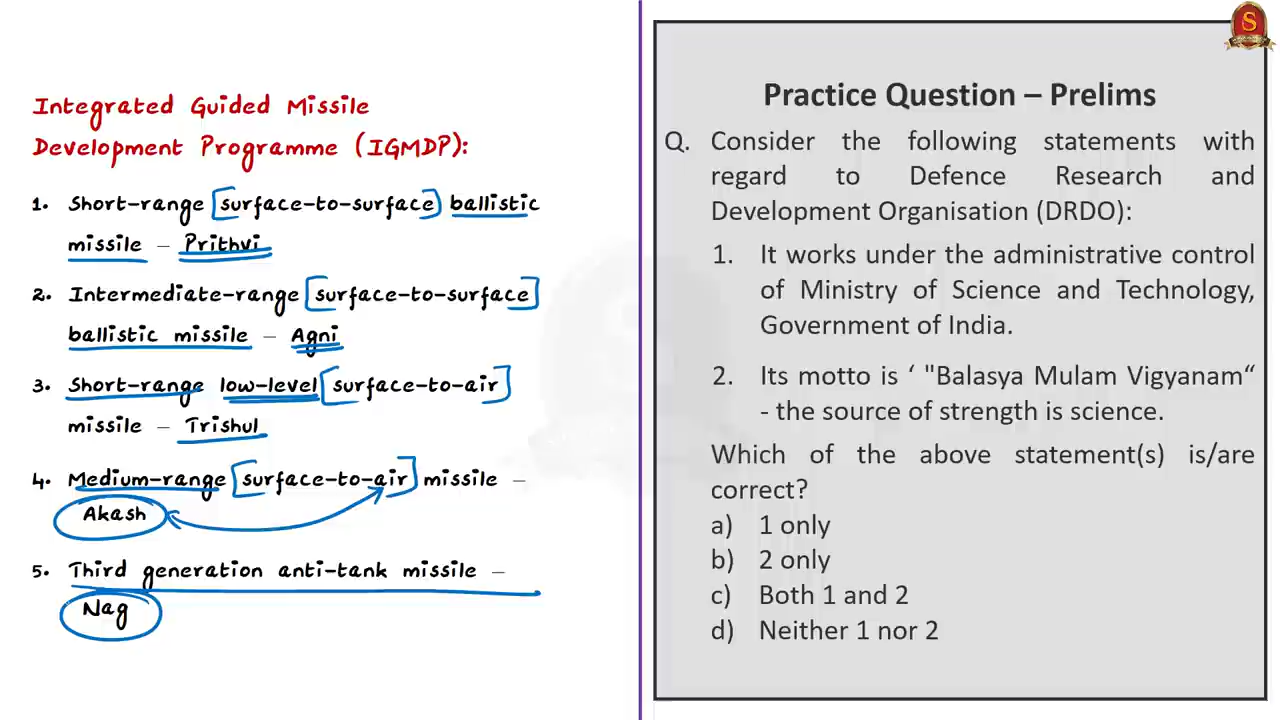 Integrated Guided Missile
Development Programme (IGMDP):
1. Short-range [surface-to-surface] ballistic
missile – Prithvi
2. Intermediate-range [surface-to-surface]
ballistic missile – Agni
3. Short-range low-level [surface-to-air]
missile – Trishul
4. Medium-range [surface-to-air] missile –
Akash
5. Third generation anti-tank missile –
Nag
S
Practice Question – Prelims
Q. Consider the following statements with
regard to Defence Research and
Development Organisation (DRDO):
1. It works under the administrative control
of Ministry of Science and Technology,
Government of India.
2. Its motto is ‘ "Balasya Mulam Vigyanam“
- the source of strength is science.
Which of the above statement(s) is/are
correct?
a) 1 only
b) 2 only
c) Both 1 and 2
d) Neither 1 nor 2